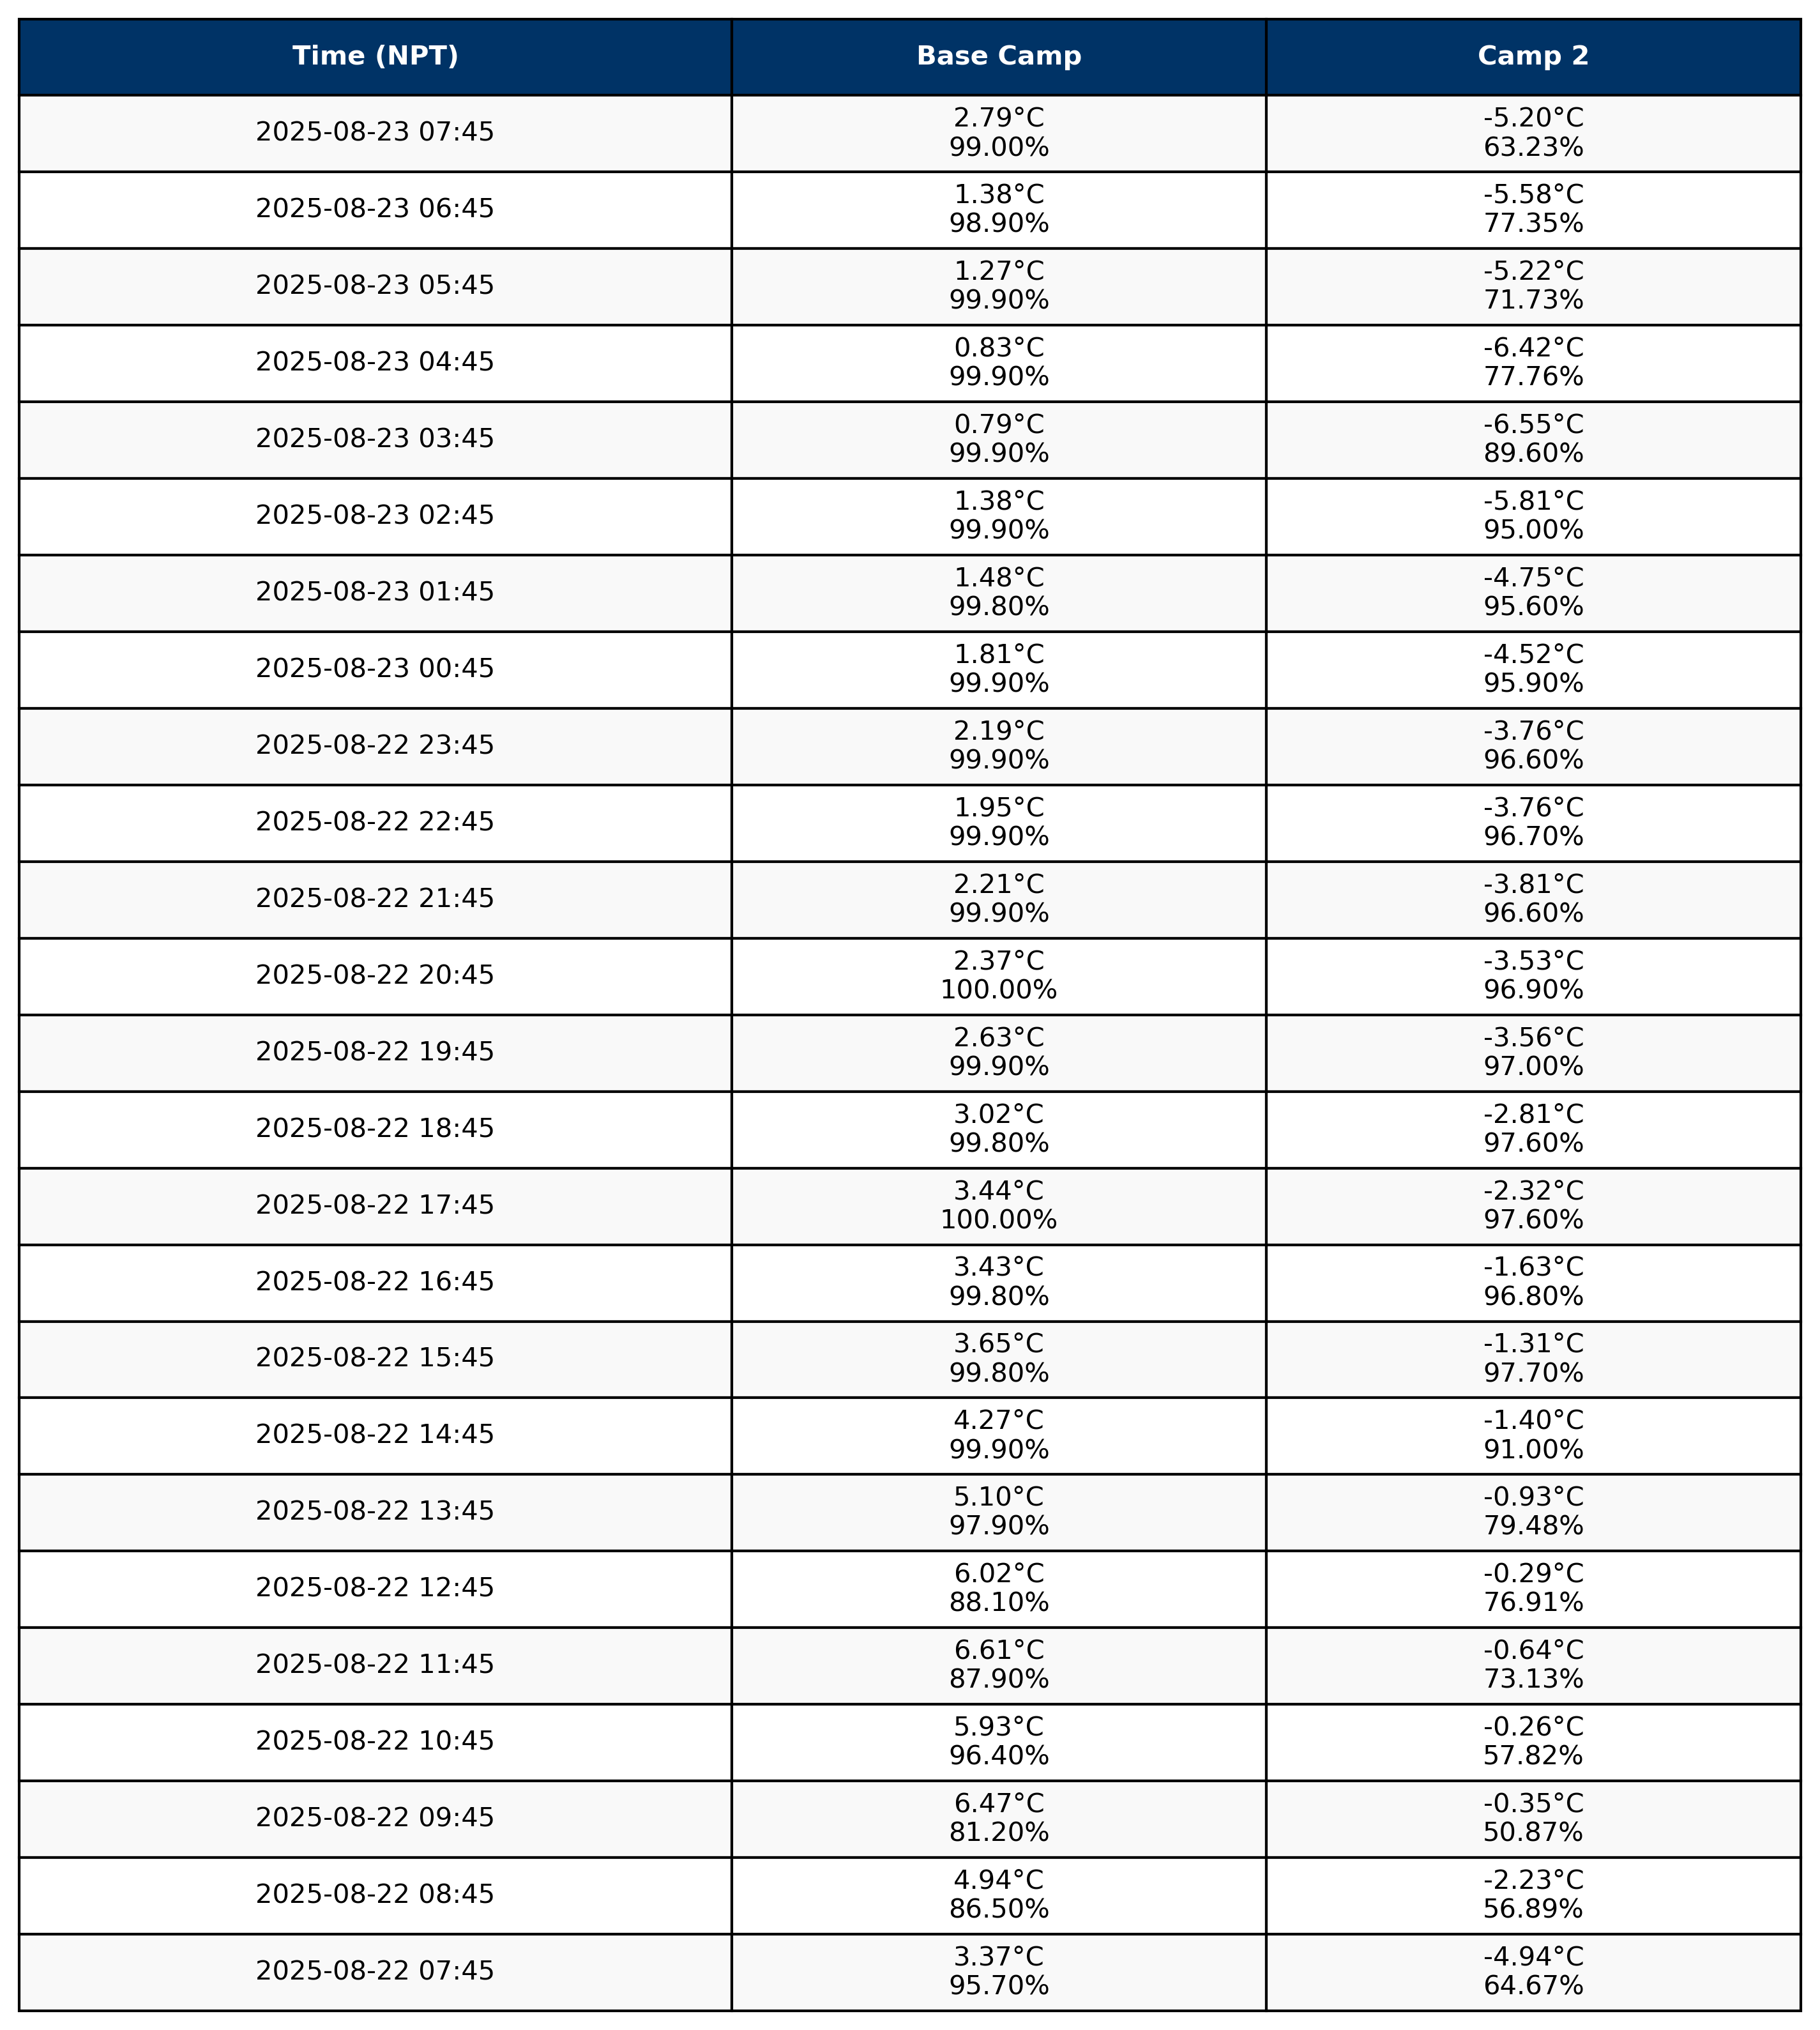 Time (NPT) Base Camp Camp 2
2025-08-23 07:45 2.79°C -5.20°C
99.00% 63.23%
2025-08-23 06:45 1.38°C -5.58°C
98.90% 77.35%
2025-08-23 05:45 1.27°C -5.22°C
99.90% 71.73%
2025-08-23 04:45 0.83°C -6.42°C
99.90% 77.76%
2025-08-23 03:45 0.79°C -6.55°C
99.90% 89.60%
2025-08-23 02:45 1.38°C -5.81°C
99.90% 95.00%
2025-08-23 01:45 1.48°C -4.75°C
99.80% 95.60%
2025-08-23 00:45 1.81°C -4.52°C
99.90% 95.90%
2025-08-22 23:45 2.19°C -3.76°C
99.90% 96.60%
2025-08-22 22:45 1.95°C -3.76°C
99.90% 96.70%
2025-08-22 21:45 2.21°C -3.81°C
99.90% 96.60%
2025-08-22 20:45 2.37°C -3.53°C
100.00% 96.90%
2025-08-22 19:45 2.63°C -3.56°C
99.90% 97.00%
2025-08-22 18:45 3.02°C -2.81°C
99.80% 97.60%
2025-08-22 17:45 3.44°C -2.32°C
100.00% 97.60%
2025-08-22 16:45 3.43°C -1.63°C
99.80% 96.80%
2025-08-22 15:45 3.65°C -1.31°C
99.80% 97.70%
2025-08-22 14:45 4.27°C -1.40°C
99.90% 91.00%
2025-08-22 13:45 5.10°C -0.93°C
97.90% 79.48%
2025-08-22 12:45 6.02°C -0.29°C
88.10% 76.91%
2025-08-22 11:45 6.61°C -0.64°C
87.90% 73.13%
2025-08-22 10:45 5.93°C -0.26°C
96.40% 57.82%
2025-08-22 09:45 6.47°C -0.35°C
81.20% 50.87%
2025-08-22 08:45 4.94°C -2.23°C
86.50% 56.89%
2025-08-22 07:45 3.37°C -4.94°C
95.70% 64.67%